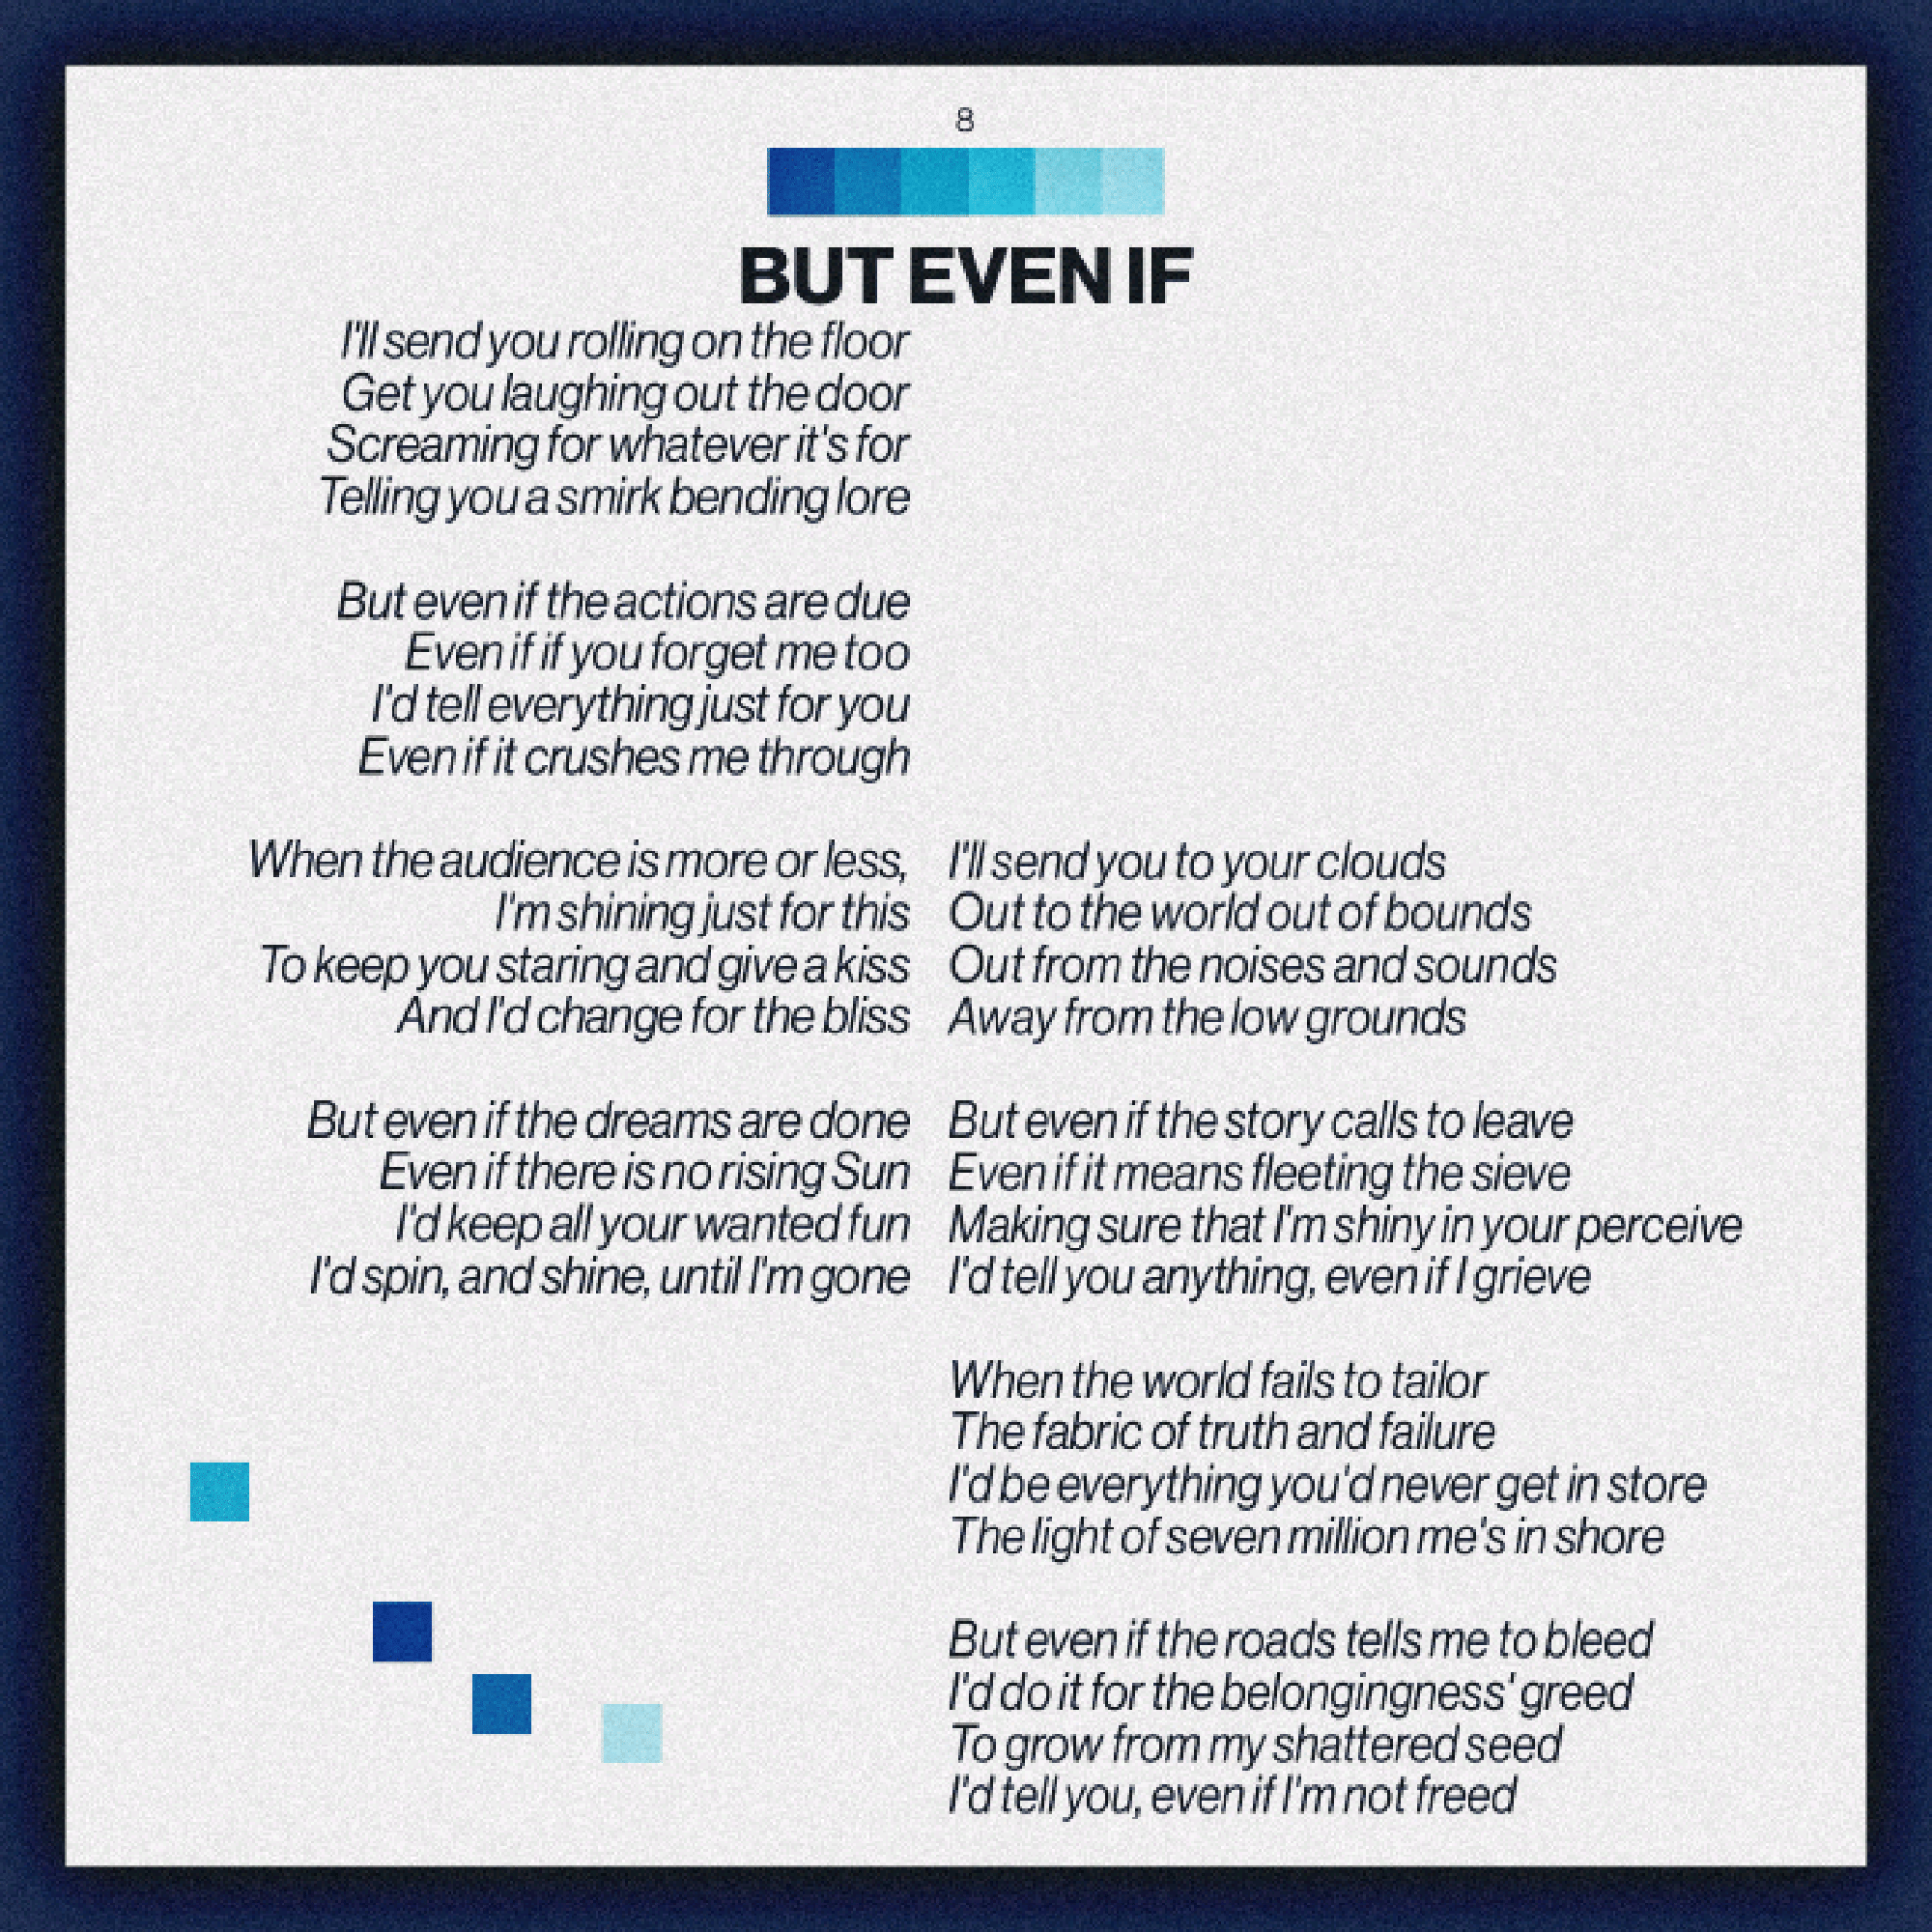 8
BUT EVEN IF
I'll send you rolling on the floor
Get you laughing out the door
Screaming for whatever it's for
Telling you a smirk bending lore
But even if the actions are due
Even if if you forget me too
I'd tell everything just for you
Even if it crushes me through
When the audience is more or less,
I'm shining just for this
To keep you staring and give a kiss
And I'd change for the bliss
But even if the dreams are done
Even if there is no rising Sun
I'd keep all your wanted fun
I'd spin, and shine, until I'm gone
I'll send you to your clouds
Out to the world out of bounds
Out from the noises and sounds
Away from the low grounds
But even if the story calls to leave
Even if it means fleeting the sieve
Making sure that I'm shiny in your perceive
I'd tell you anything, even if I grieve
When the world fails to tailor
The fabric of truth and failure
I'd be everything you'd never get in store
The light of seven million me's in shore
But even if the roads tells me to bleed
I'd do it for the belongingness' greed
To grow from my shattered seed
I'd tell you, even if I'm not freed